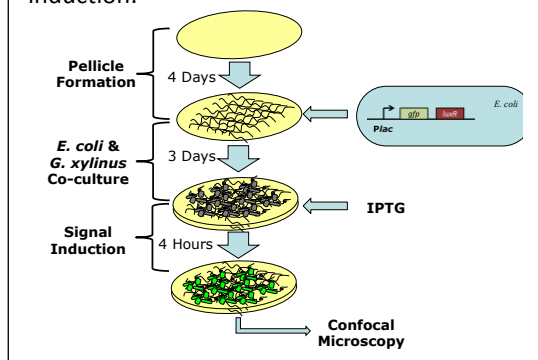 induction.
Pellicle
Formation
4 Days
E. coli
gfp
luxR
Plac
E. coli &
G. xylinus
Co-culture
3 Days
IPTG
Signal
Induction
4 Hours
Confocal
Microscopy